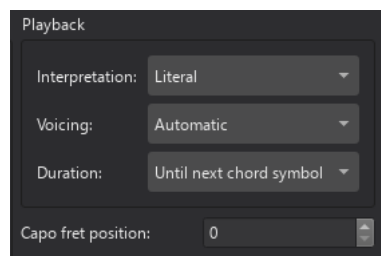 Playback
Interpretation: Literal
Voicing: Automatic
Duration: Until next chord symbol
Capo fret position: 0